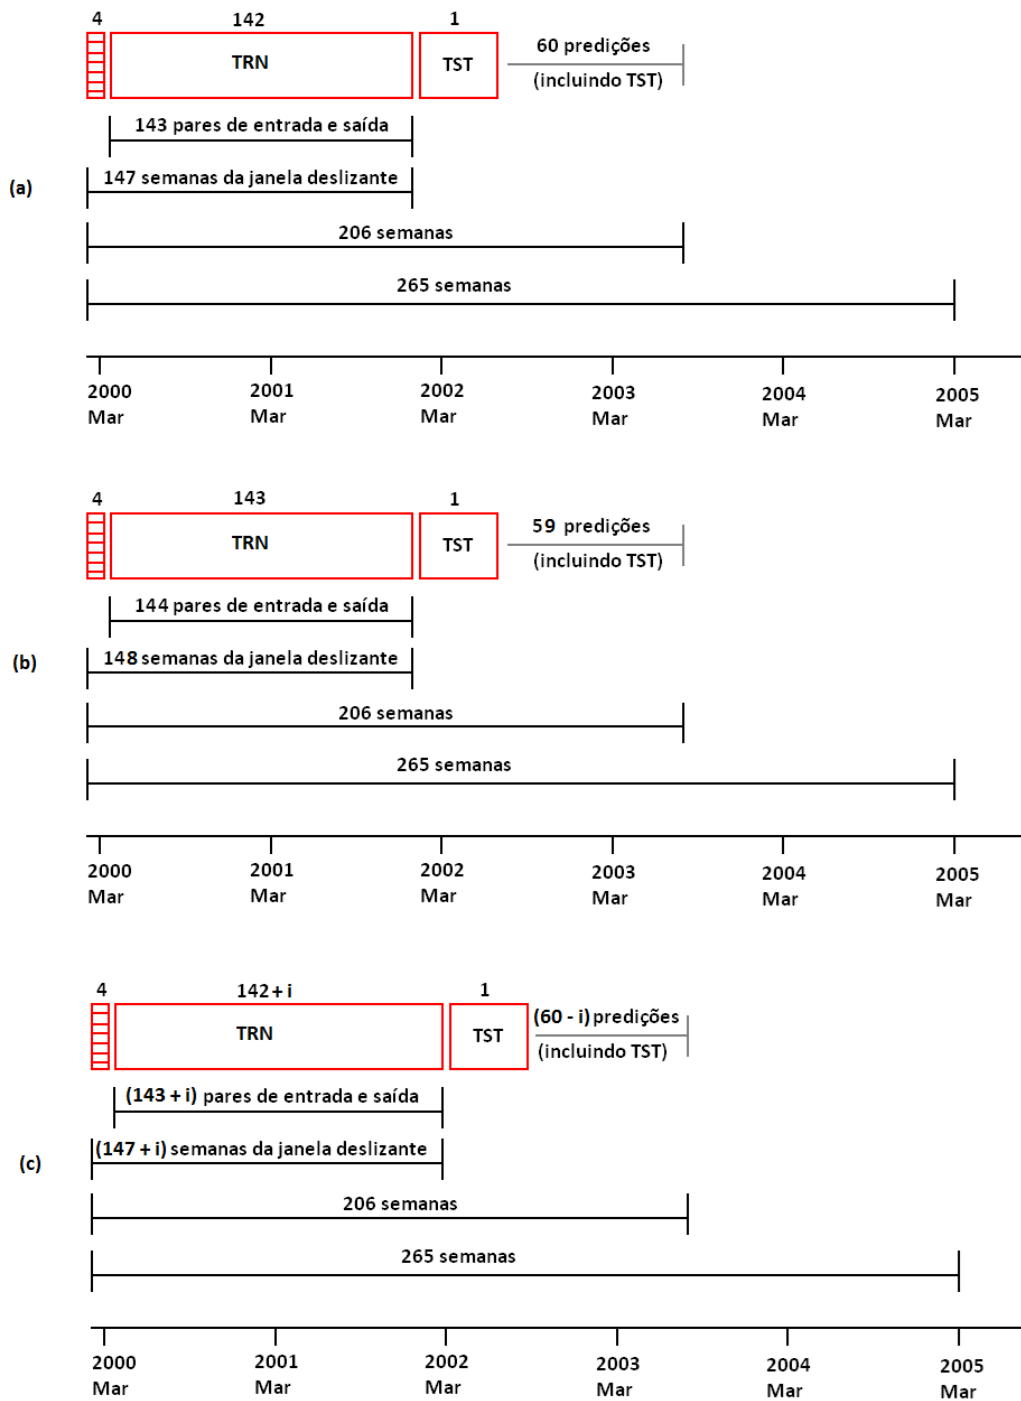 4 142 1
TRN TST
60 predições
(incluindo TST)
143 pares de entrada e saída
147 semanas da janela deslizante
(a)
206 semanas
265 semanas
2000 2001 2002 2003 2004 2005
Mar Mar Mar Mar Mar Mar
4 143 1
TRN TST
59 predições
(incluindo TST)
144 pares de entrada e saída
148 semanas da janela deslizante
(b)
206 semanas
265 semanas
2000 2001 2002 2003 2004 2005
Mar Mar Mar Mar Mar Mar
4 142 + i 1
TRN TST
(60 - i) predições
(incluindo TST)
(143 + i) pares de entrada e saída
(147 + i) semanas da janela deslizante
(c)
206 semanas
265 semanas
2000 2001 2002 2003 2004 2005
Mar Mar Mar Mar Mar Mar